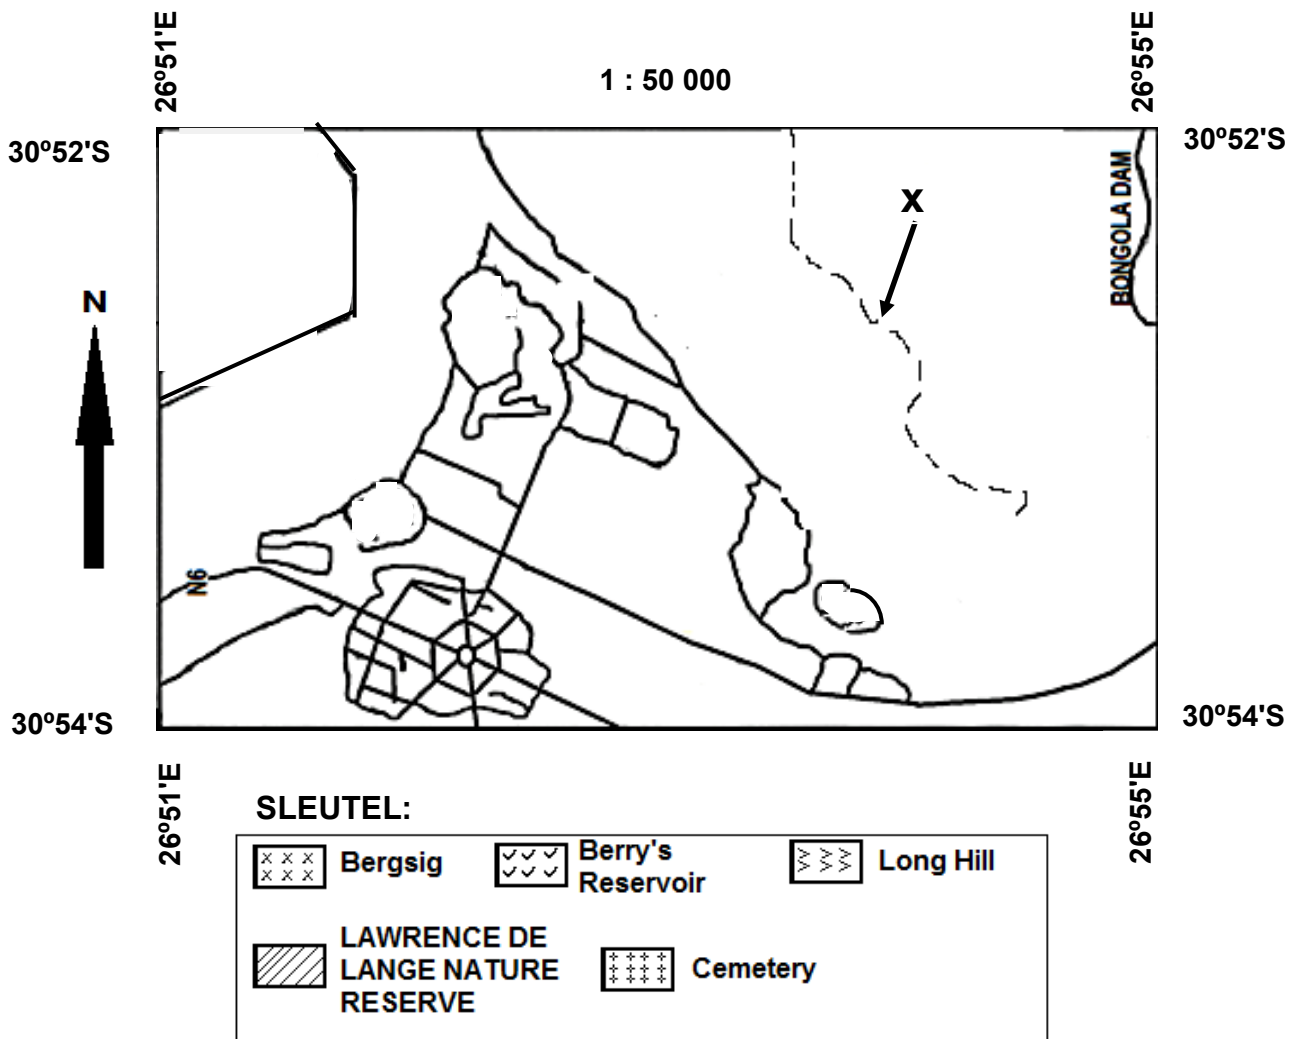 26º51'E
26º55'E
1 : 50 000
30º52'S
30º52'S
BONGOLA DAM
X
N
N6
30º54'S
30º54'S
26º51'E
26º55'E
SLEUTEL:
Bergsig
Berry's
Reservoir
Long Hill
LAWRENCE DE
LANGE NATURE
RESERVE
Cemetery